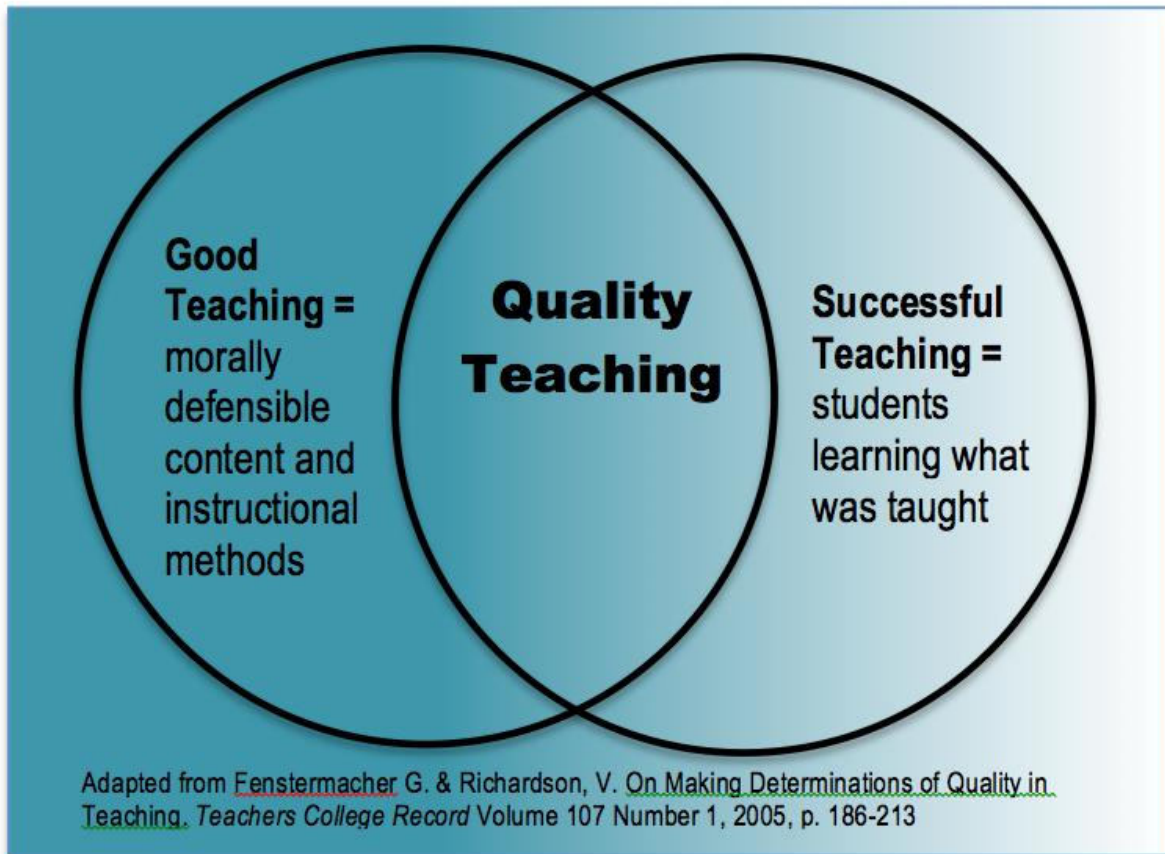 Good
Teaching =
morally
defensible
content and
instructional
methods
Quality
Teaching
Successful
Teaching =
students
learning what
was taught
Adapted from Fenstermacher G. & Richardson, V. On Making Determinations of Quality in
Teaching. Teachers College Record Volume 107 Number 1, 2005, p. 186-213